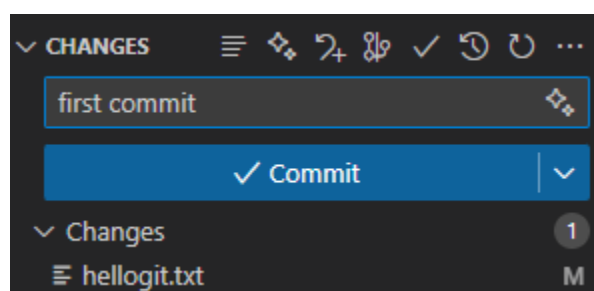 CHANGES
first commit
Commit
Changes 1
hellogit.txt M